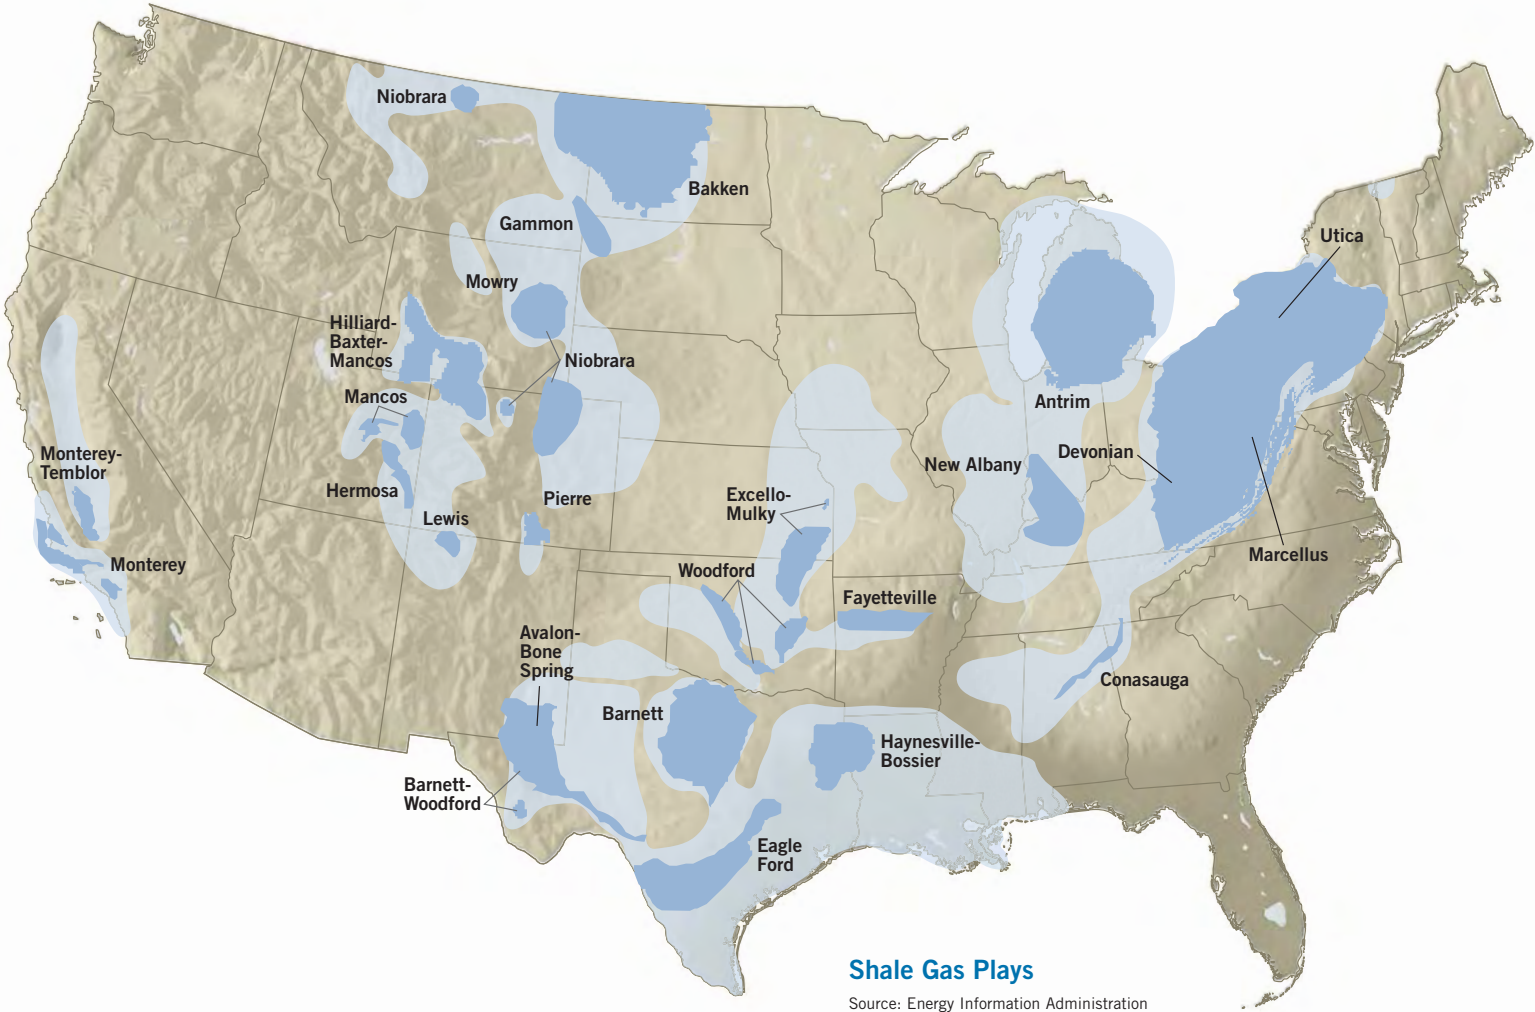 Niobrara
Bakken
Gammon
Utica
Mowry
Hilliard-
Baxter-
Mancos
Niobrara
Mancos
Antrim
Monterey-
Temblor
Devonian
New Albany
Hermosa
Pierre
Excello-
Mulky
Lewis
Marcellus
Monterey
Woodford
Fayetteville
Avalon-
Bone
Spring
Conasauga
Barnett
Haynesville-
Bossier
Barnett-
Woodford
Eagle
Ford
Shale Gas Plays
Source: Energy Information Administration